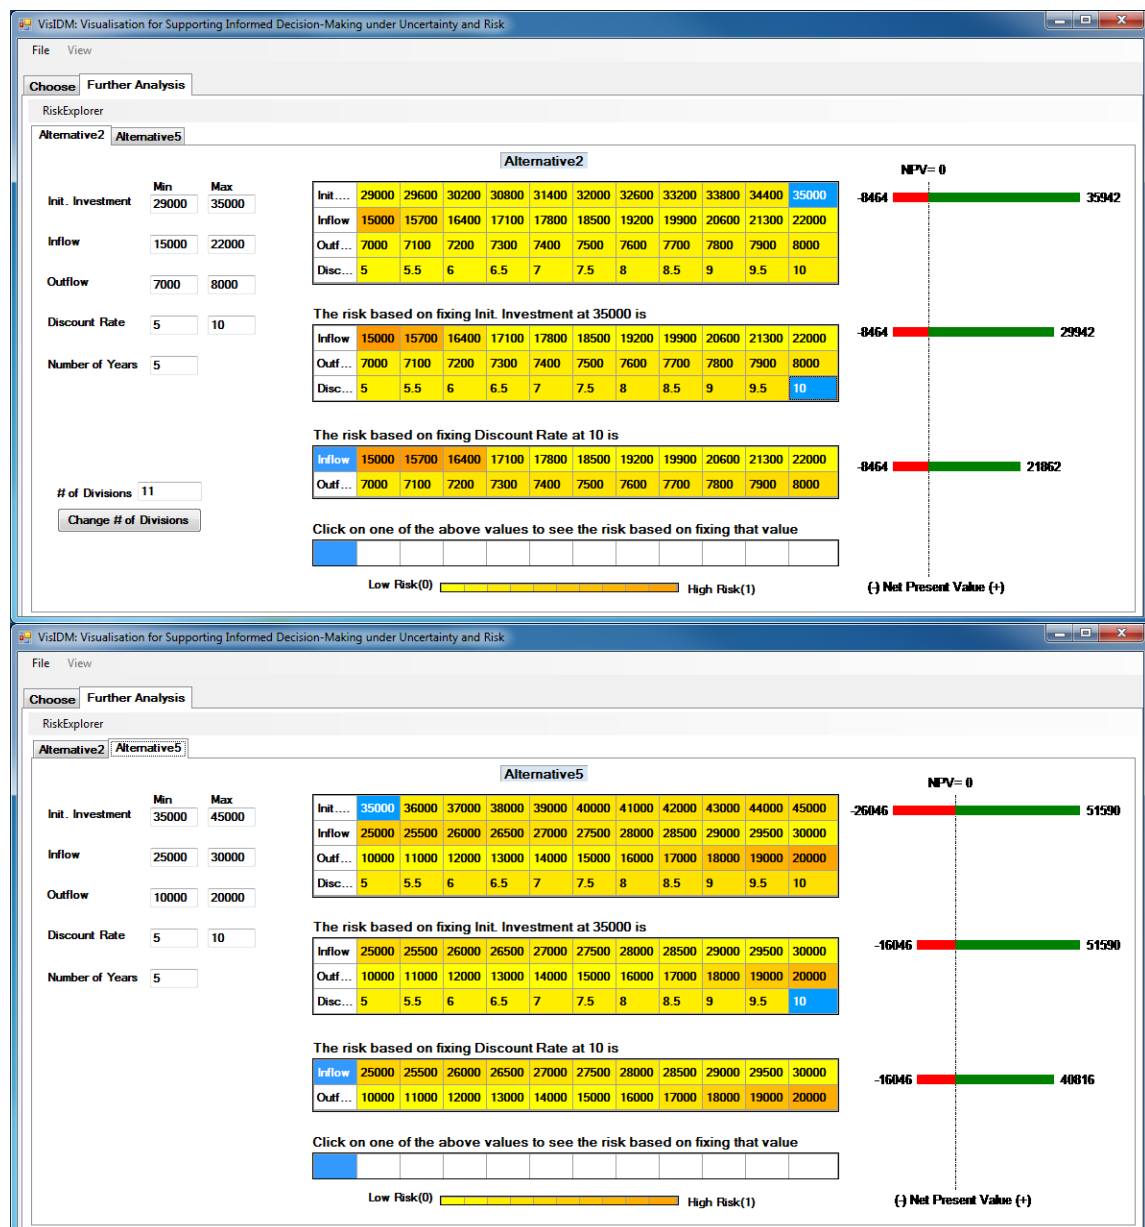 VisIDM: Visualisation for Supporting Informed Decision-Making under Uncertainty and Risk
File View
Choose Further Analysis
RiskExplorer
Alternative2 Alternative5
Alternative2
NPV= 0
Min Max
Init. Investment 29000 35000
Inflow 15000 22000
Outflow 7000 8000
Discount Rate 5 10
Number of Years 5
# of Divisions 11
Change # of Divisions
Init.... 29000 29600 30200 30800 31400 32000 32600 33200 33800 34400 35000
Inflow 15000 15700 16400 17100 17800 18500 19200 19900 20600 21300 22000
Outf... 7000 7100 7200 7300 7400 7500 7600 7700 7800 7900 8000
Disc... 5 5.5 6 6.5 7 7.5 8 8.5 9 9.5 10
-8464 35942
The risk based on fixing Init. Investment at 35000 is
Inflow 15000 15700 16400 17100 17800 18500 19200 19900 20600 21300 22000
Outf... 7000 7100 7200 7300 7400 7500 7600 7700 7800 7900 8000
Disc... 5 5.5 6 6.5 7 7.5 8 8.5 9 9.5 10
-8464 29942
The risk based on fixing Discount Rate at 10 is
Inflow 15000 15700 16400 17100 17800 18500 19200 19900 20600 21300 22000
Outf... 7000 7100 7200 7300 7400 7500 7600 7700 7800 7900 8000
-8464 21862
Click on one of the above values to see the risk based on fixing that value
Low Risk(0) High Risk(1)
(-) Net Present Value (+)
VisIDM: Visualisation for Supporting Informed Decision-Making under Uncertainty and Risk
File View
Choose Further Analysis
RiskExplorer
Alternative2 Alternative5
Alternative5
NPV= 0
Min Max
Init. Investment 35000 45000
Inflow 25000 30000
Outflow 10000 20000
Discount Rate 5 10
Number of Years 5
Init.... 35000 36000 37000 38000 39000 40000 41000 42000 43000 44000 45000
Inflow 25000 25500 26000 26500 27000 27500 28000 28500 29000 29500 30000
Outf... 10000 11000 12000 13000 14000 15000 16000 17000 18000 19000 20000
Disc... 5 5.5 6 6.5 7 7.5 8 8.5 9 9.5 10
-26046 51590
The risk based on fixing Init. Investment at 35000 is
Inflow 25000 25500 26000 26500 27000 27500 28000 28500 29000 29500 30000
Outf... 10000 11000 12000 13000 14000 15000 16000 17000 18000 19000 20000
Disc... 5 5.5 6 6.5 7 7.5 8 8.5 9 9.5 10
-16046 51590
The risk based on fixing Discount Rate at 10 is
Inflow 25000 25500 26000 26500 27000 27500 28000 28500 29000 29500 30000
Outf... 10000 11000 12000 13000 14000 15000 16000 17000 18000 19000 20000
-16046 40816
Click on one of the above values to see the risk based on fixing that value
Low Risk(0) High Risk(1)
(-) Net Present Value (+)